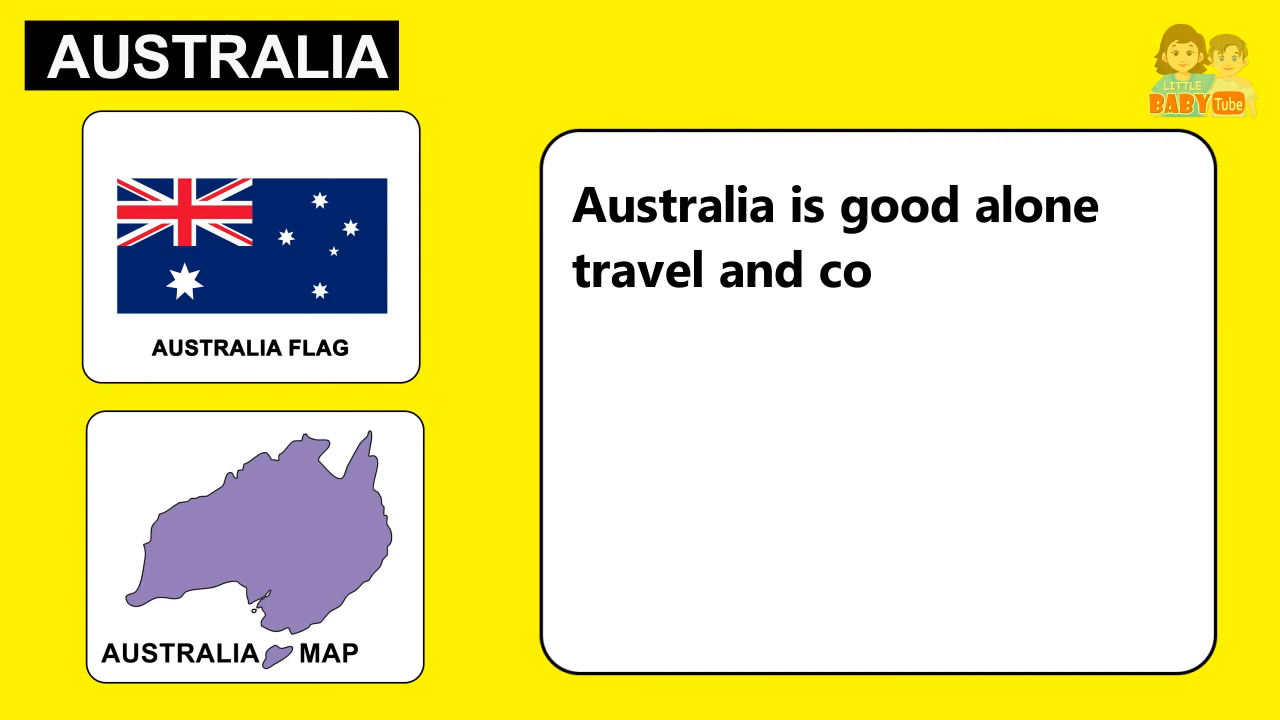 AUSTRALIA
LITTLE
BABY Tube
AUSTRALIA FLAG
AUSTRALIA MAP
Australia is good alone
travel and co